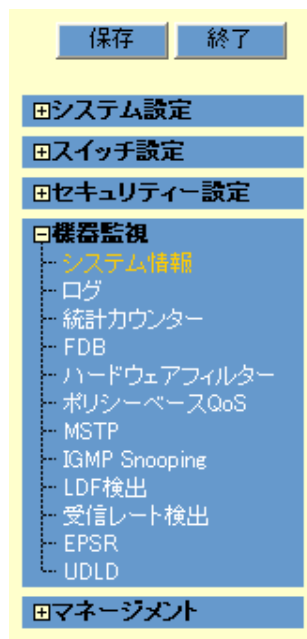 保存 終了
システム設定
スイッチ設定
セキュリティー設定
機器監視
システム情報
ログ
統計カウンター
FDB
ハードウェアフィルター
ポリシーベースQoS
MSTP
IGMP Snooping
LDF検出
受信レート検出
EPSR
UDLD
マネージメント